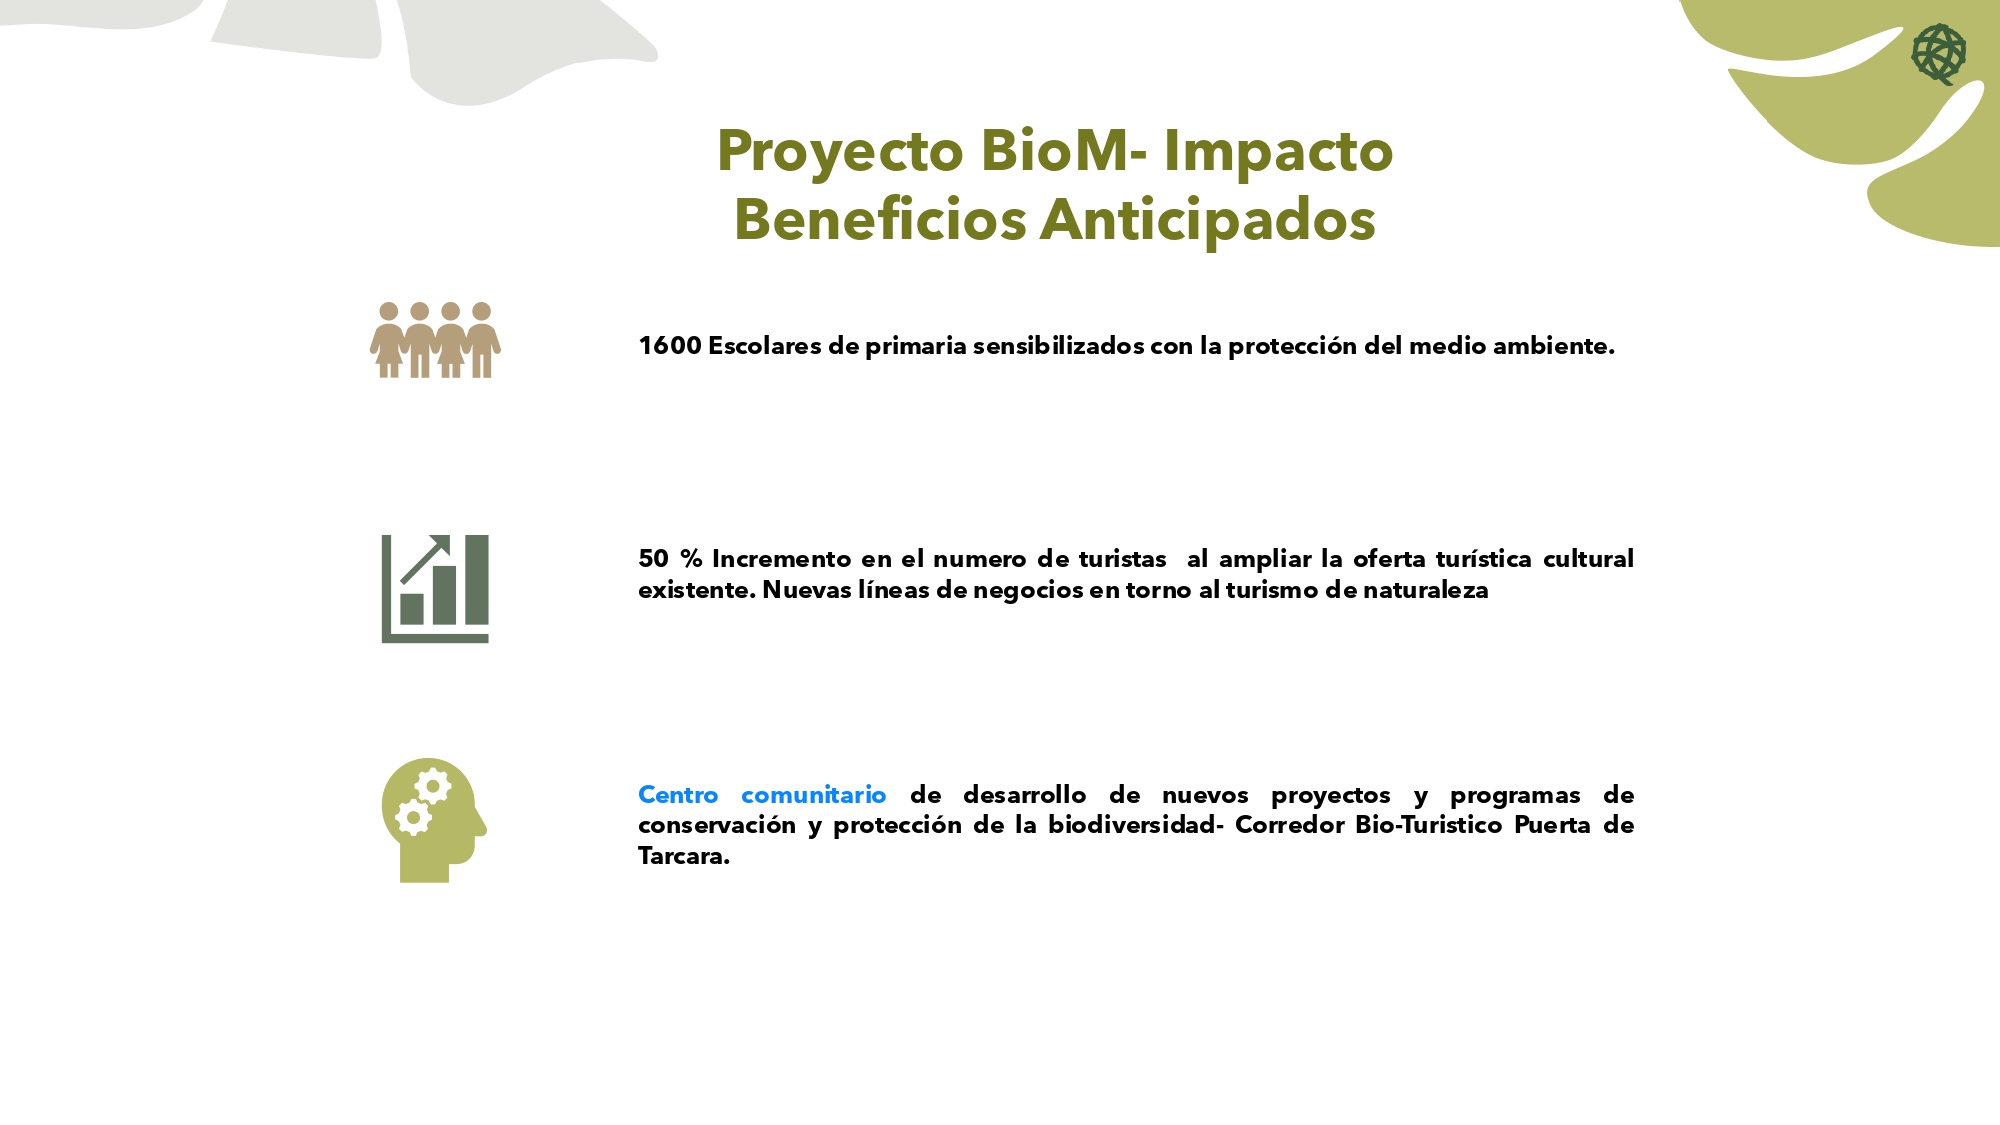 Proyecto BioM- Impacto
Beneficios Anticipados
1600 Escolares de primaria sensibilizados con la protección del medio ambiente.
50 % Incremento en el numero de turistas al ampliar la oferta turística cultural
existente. Nuevas líneas de negocios en torno al turismo de naturaleza
Centro comunitario de desarrollo de nuevos proyectos y programas de
conservación y protección de la biodiversidad- Corredor Bio-Turistico Puerta de
Tarcara.